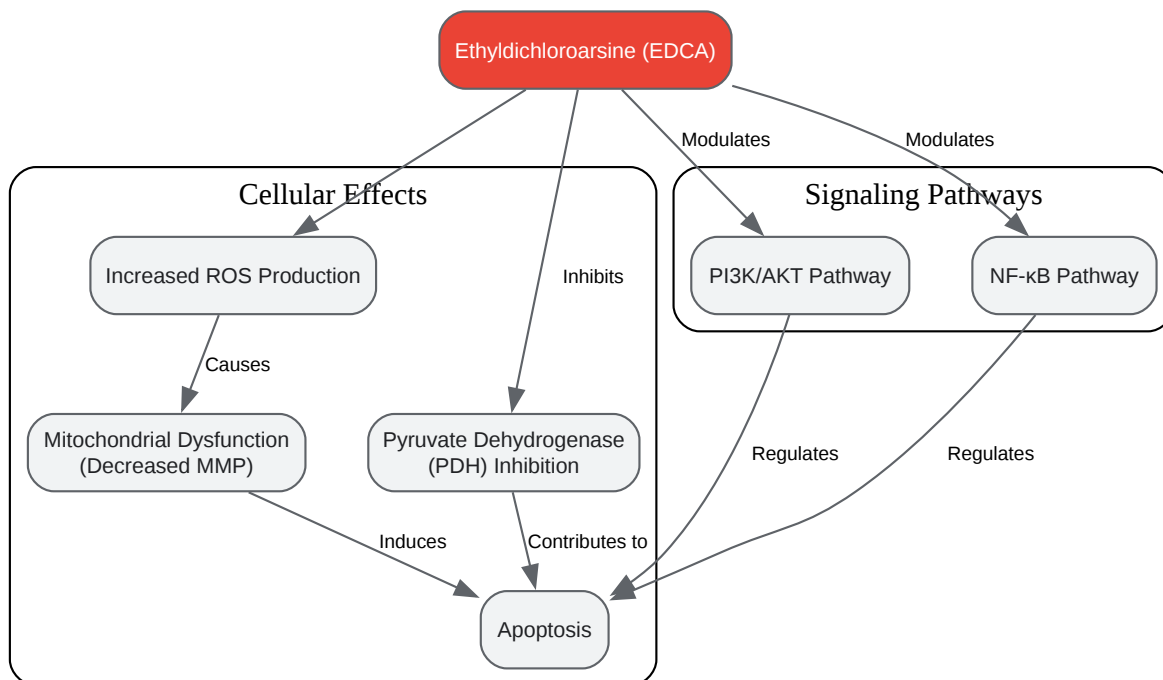 Ethyldichloroarsine (EDCA)
Modulates
Modulates
Cellular Effects
Signaling Pathways
Increased ROS Production
Inhibits
PI3K/AKT Pathway
NF-κB Pathway
Causes
Mitochondrial Dysfunction
(Decreased MMP)
Pyruvate Dehydrogenase
(PDH) Inhibition
Regulates
Regulates
Induces
Contributes to
Apoptosis